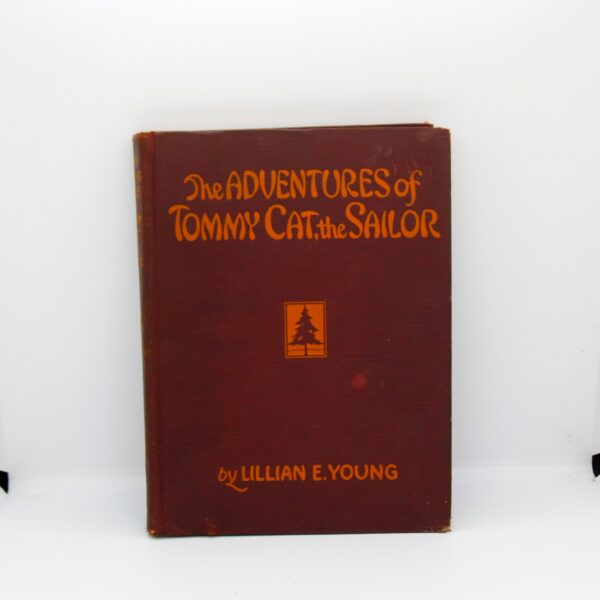 The ADVENTURES of
TOMMY CAT, the SAILOR
by LILLIAN E. YOUNG